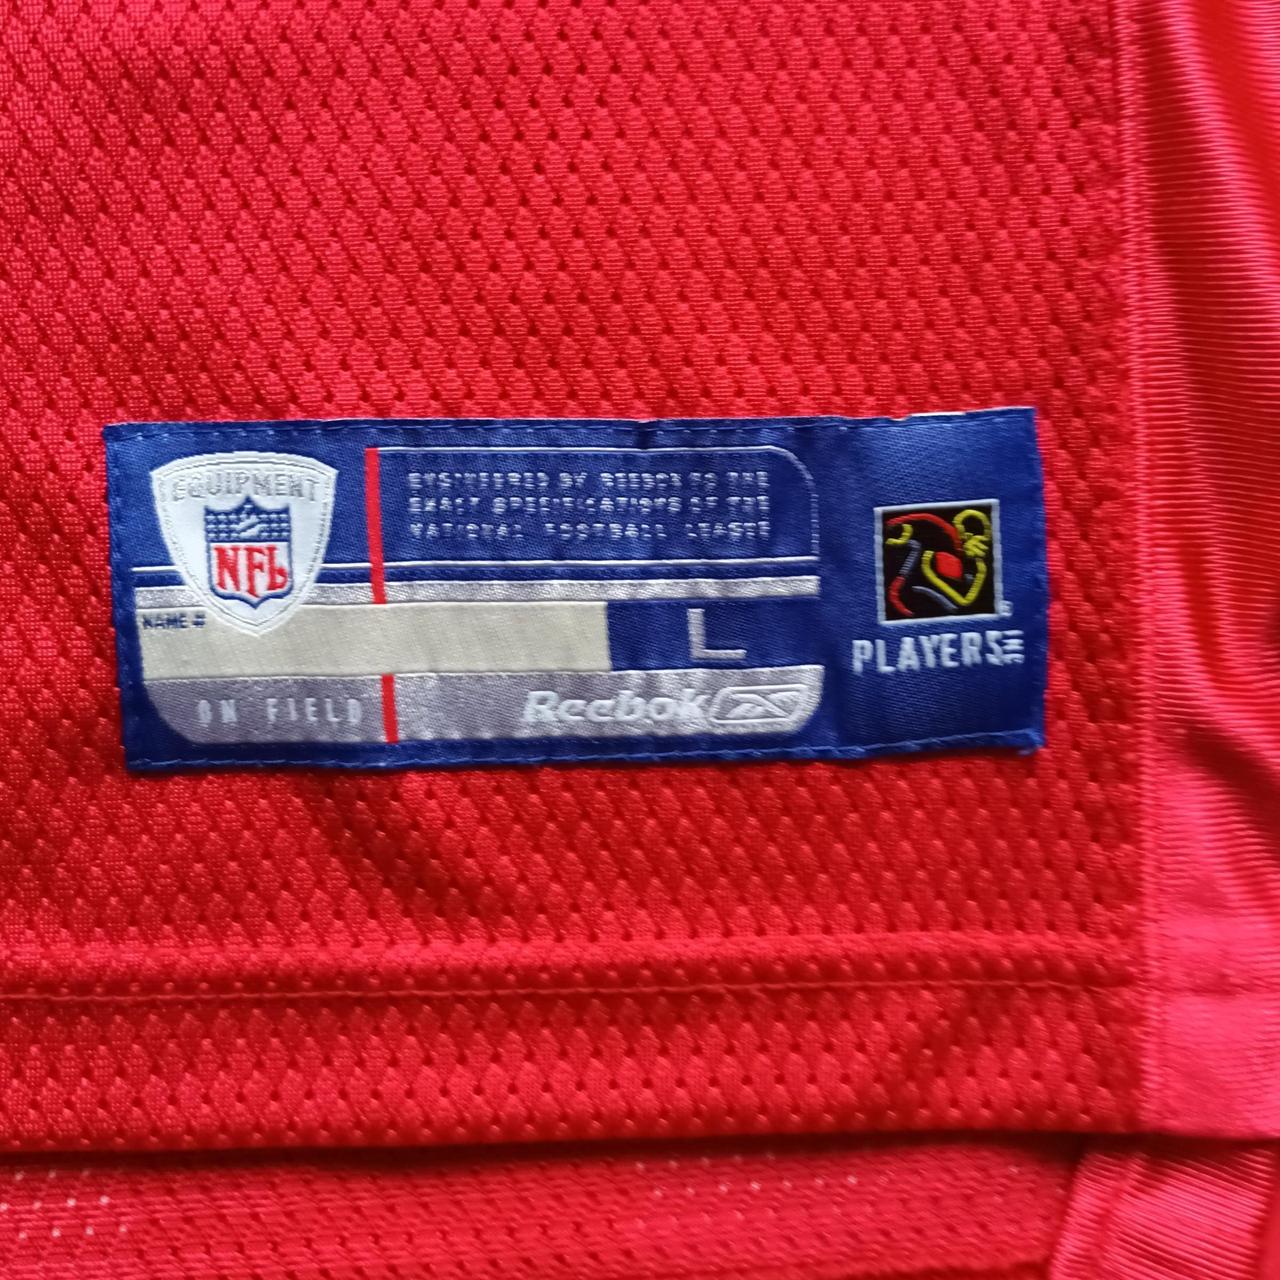 EQUIPMENT
NFL
ENGINEERED BY REEBOK TO THE
EXACT SPECIFICATIONS OF THE
NATIONAL FOOTBALL LEAGUE
NAME #
L
ON FIELD
Reebok
PLAYERS INC